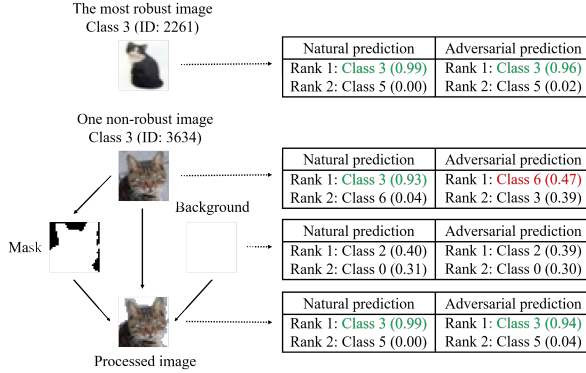 The most robust image
Class 3 (ID: 2261)
Natural prediction Adversarial prediction
Rank 1: Class 3 (0.99) Rank 1: Class 3 (0.96)
Rank 2: Class 5 (0.00) Rank 2: Class 5 (0.02)
One non-robust image
Class 3 (ID: 3634)
Natural prediction Adversarial prediction
Rank 1: Class 3 (0.93) Rank 1: Class 6 (0.47)
Rank 2: Class 6 (0.04) Rank 2: Class 3 (0.39)
Background
Mask
Natural prediction Adversarial prediction
Rank 1: Class 2 (0.40) Rank 1: Class 2 (0.39)
Rank 2: Class 0 (0.31) Rank 2: Class 0 (0.30)
Natural prediction Adversarial prediction
Rank 1: Class 3 (0.99) Rank 1: Class 3 (0.94)
Rank 2: Class 5 (0.00) Rank 2: Class 5 (0.04)
Processed image